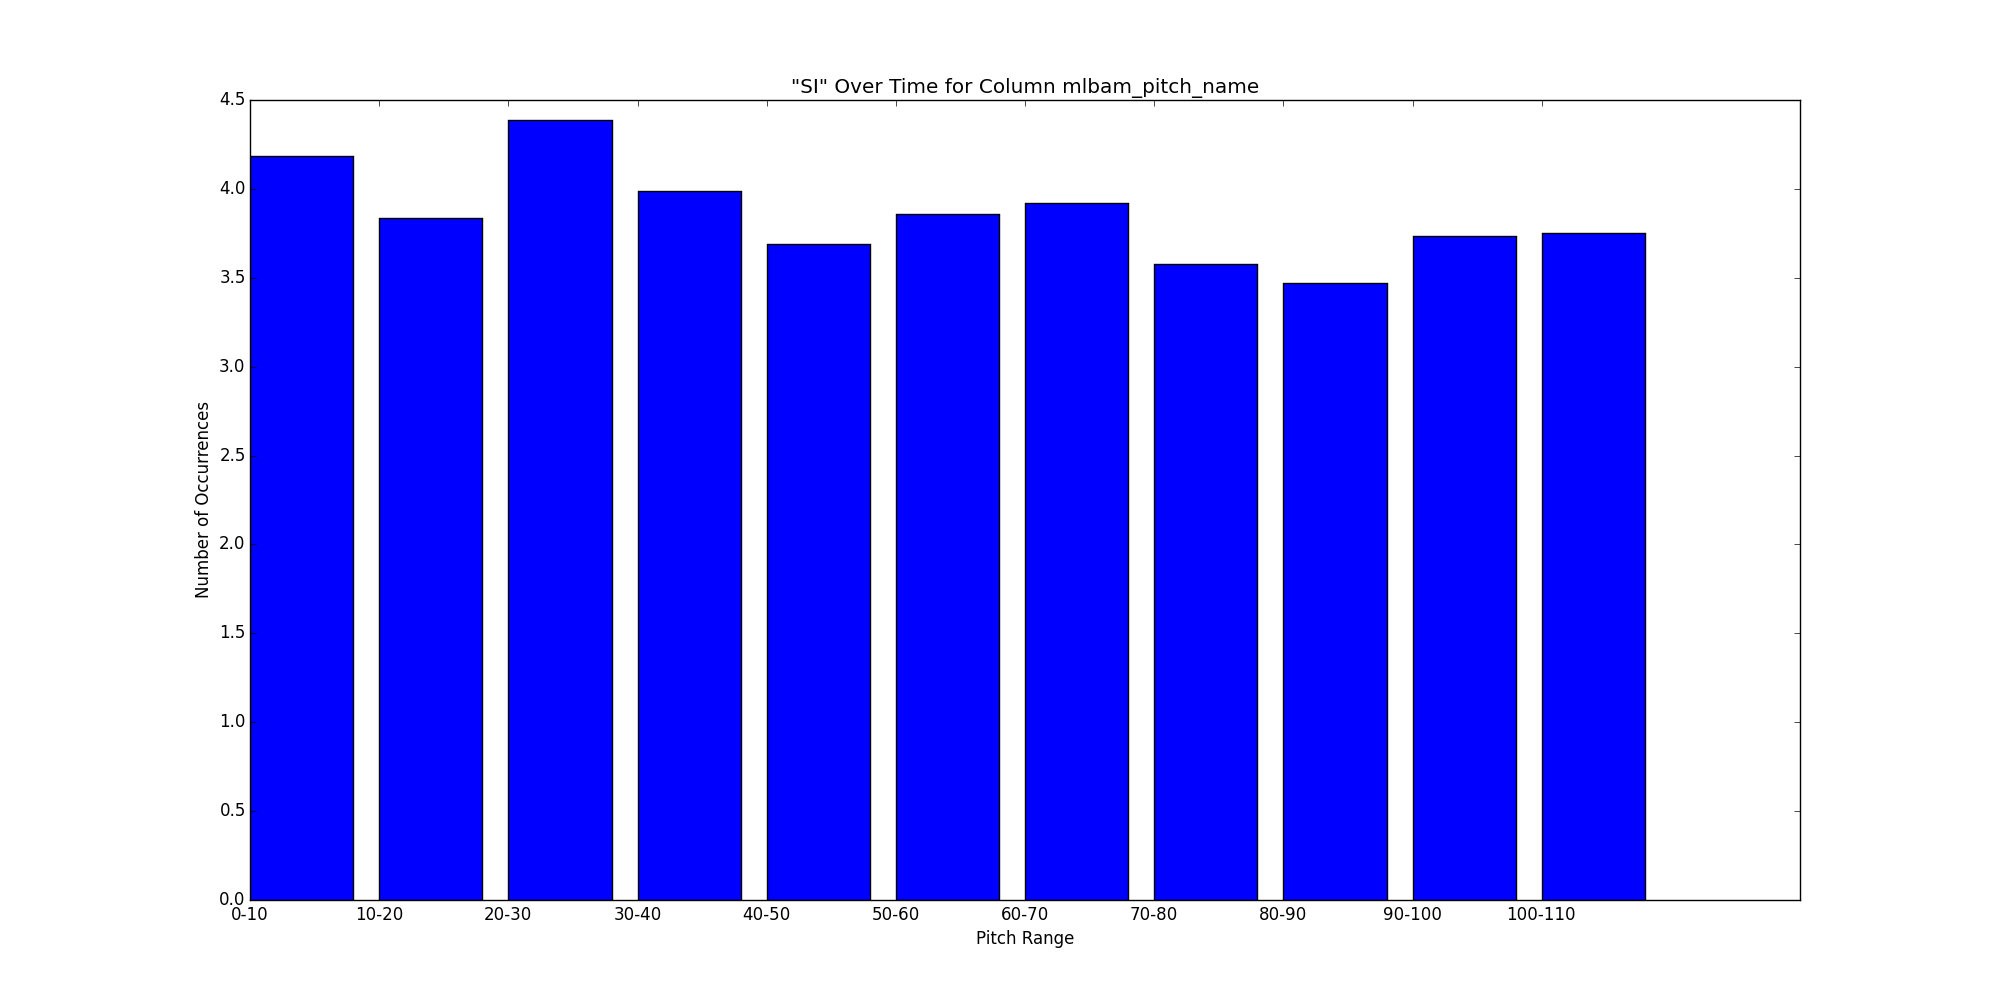 "SI" Over Time for Column mlbam_pitch_name
4.5
4.0
3.5
3.0
2.5
2.0
1.5
1.0
0.5
0.0
Number of Occurrences
0-10 10-20 20-30 30-40 40-50 50-60 60-70 70-80 80-90 90-100 100-110
Pitch Range